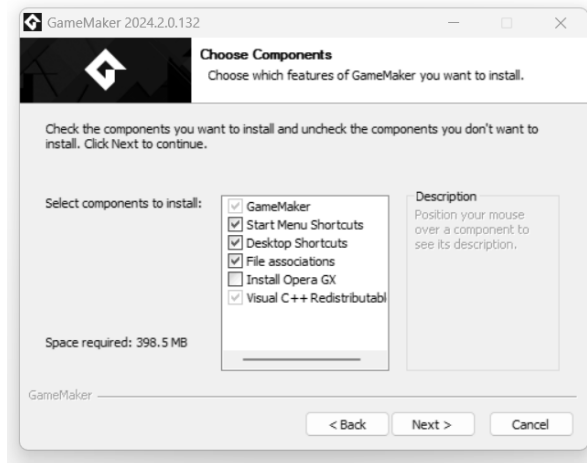 GameMaker 2024.2.0.132
Choose Components
Choose which features of GameMaker you want to install.
Check the components you want to install and uncheck the components you don't want to
install. Click Next to continue.
Select components to install:
GameMaker
Start Menu Shortcuts
Desktop Shortcuts
File associations
Install Opera GX
Visual C++ Redistributabl
Description
Position your mouse
over a component to
see its description.
Space required: 398.5 MB
GameMaker
< Back
Next >
Cancel